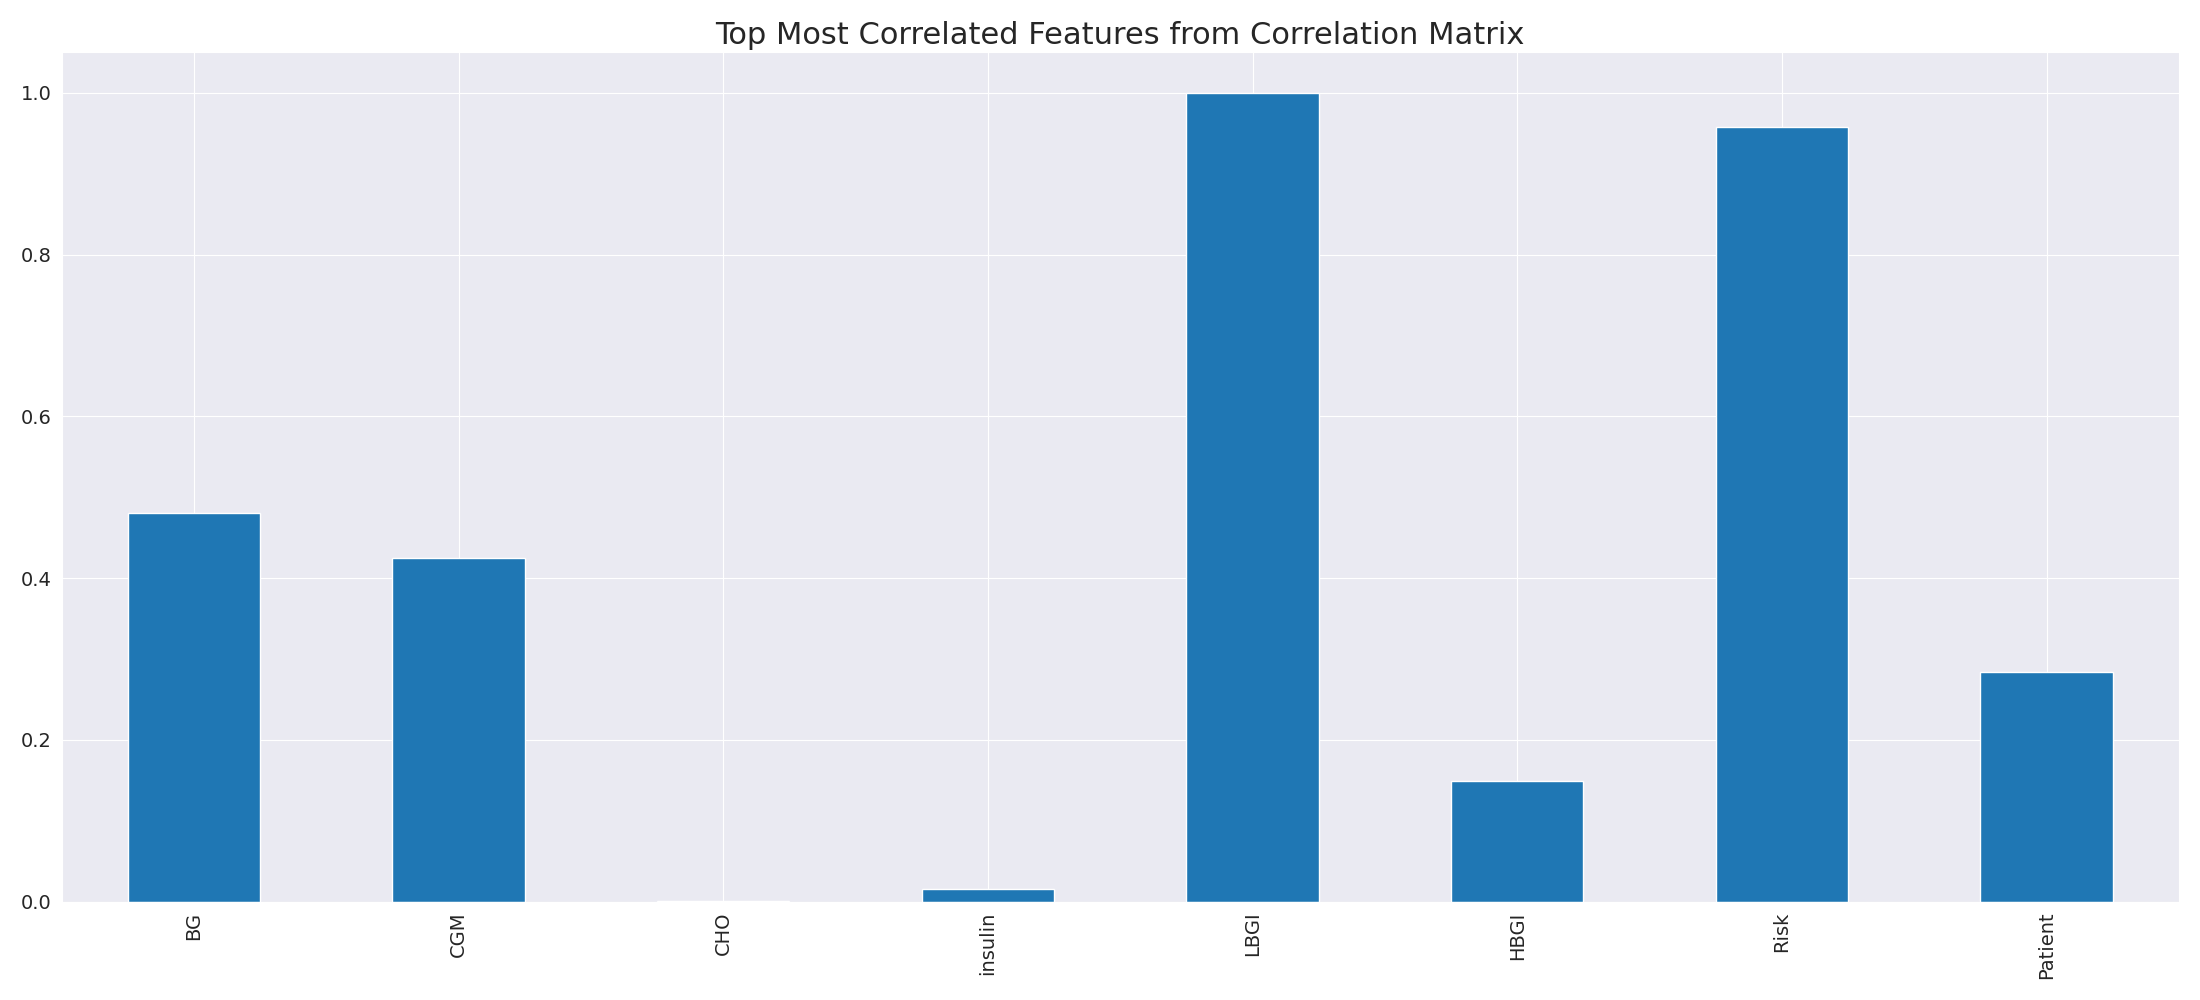 Top Most Correlated Features from Correlation Matrix
1.0
0.8
0.6
0.4
0.2
0.0
BG
CGM
CHO
insulin
LBGI
HBGI
Risk
Patient